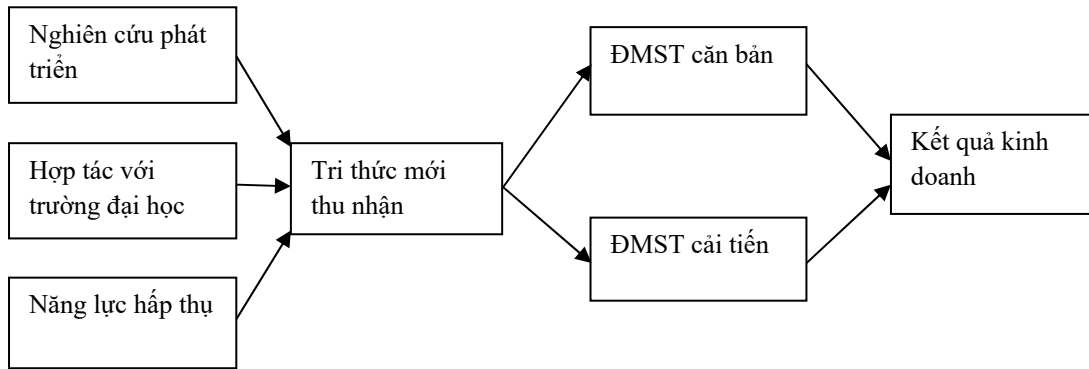 Nghiên cứu phát
triển
Hợp tác với
trường đại học
Năng lực hấp thụ
Tri thức mới
thu nhận
ĐMST căn bản
ĐMST cải tiến
Kết quả kinh
doanh